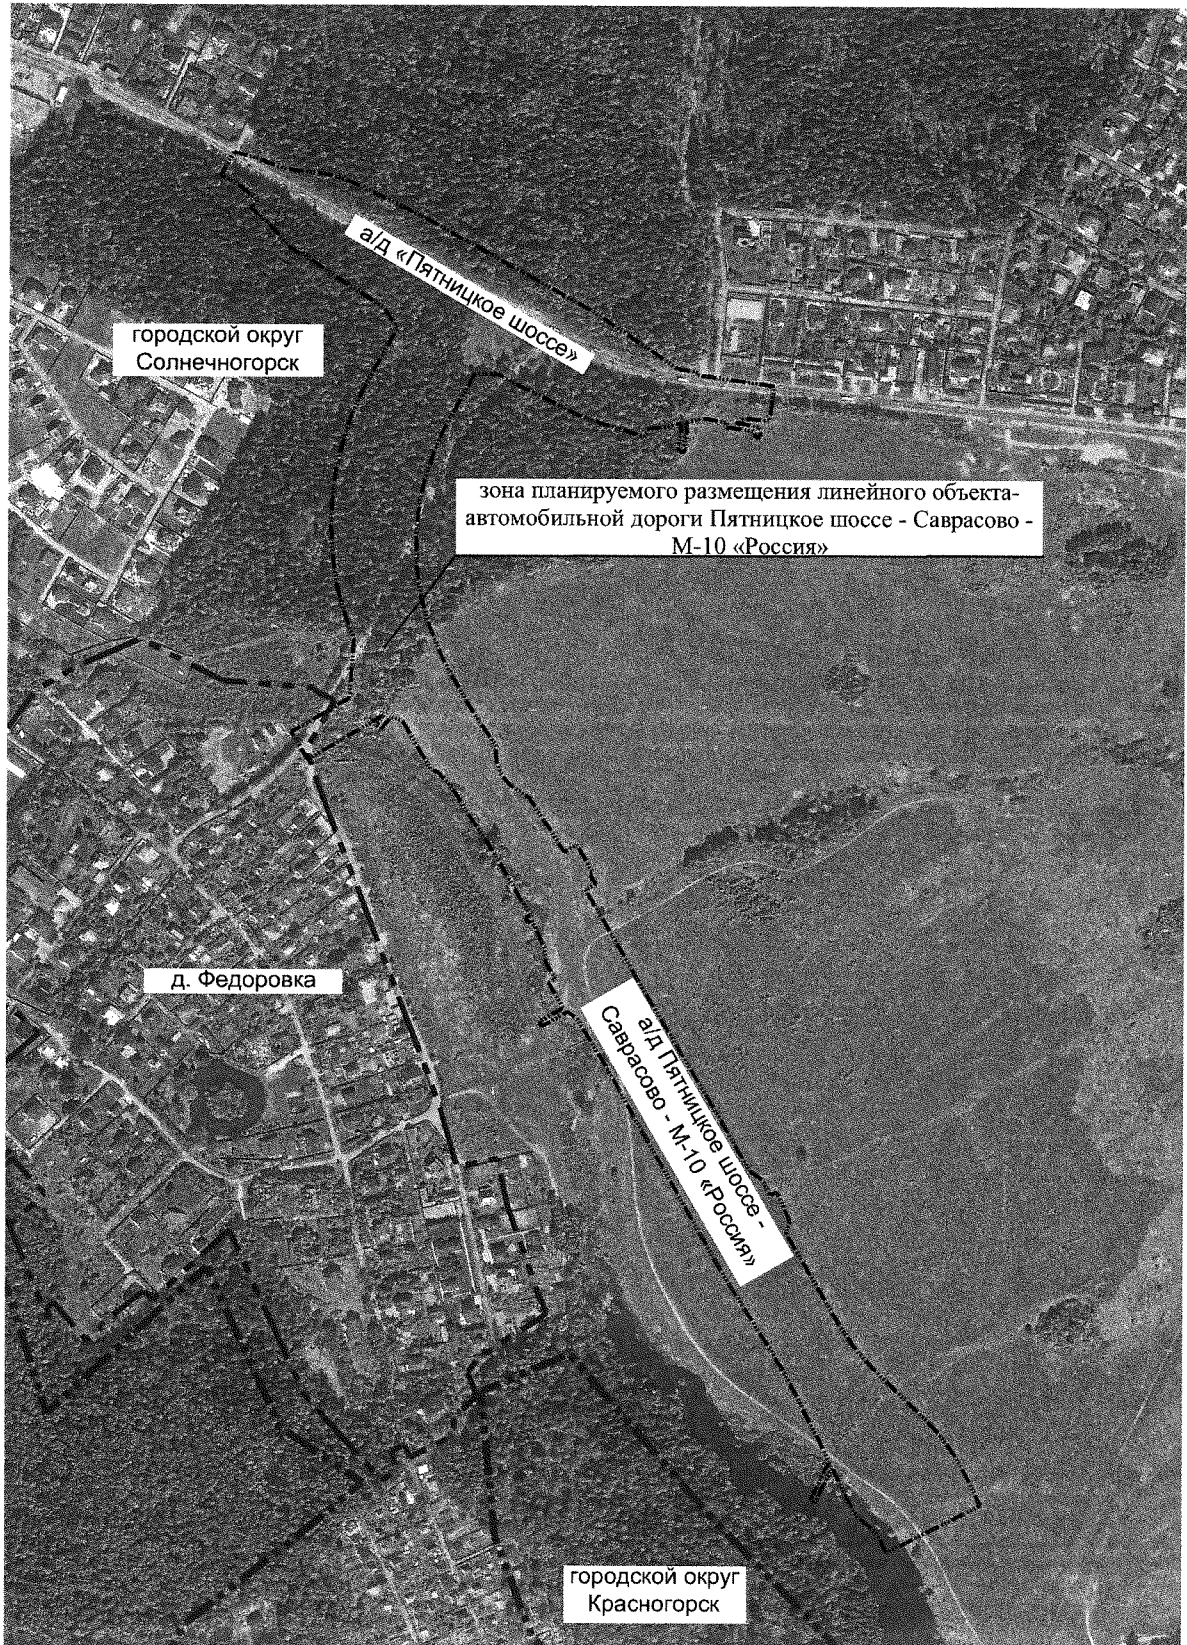 а/д «Пятницкое шоссе»
городской округ
Солнечногорск
зона планируемого размещения линейного объекта-
автомобильной дороги Пятницкое шоссе - Саврасово -
М-10 «Россия»
д. Федоровка
а/д Пятницкое шоссе -
Саврасово - М-10 «Россия»
городской округ
Красногорск